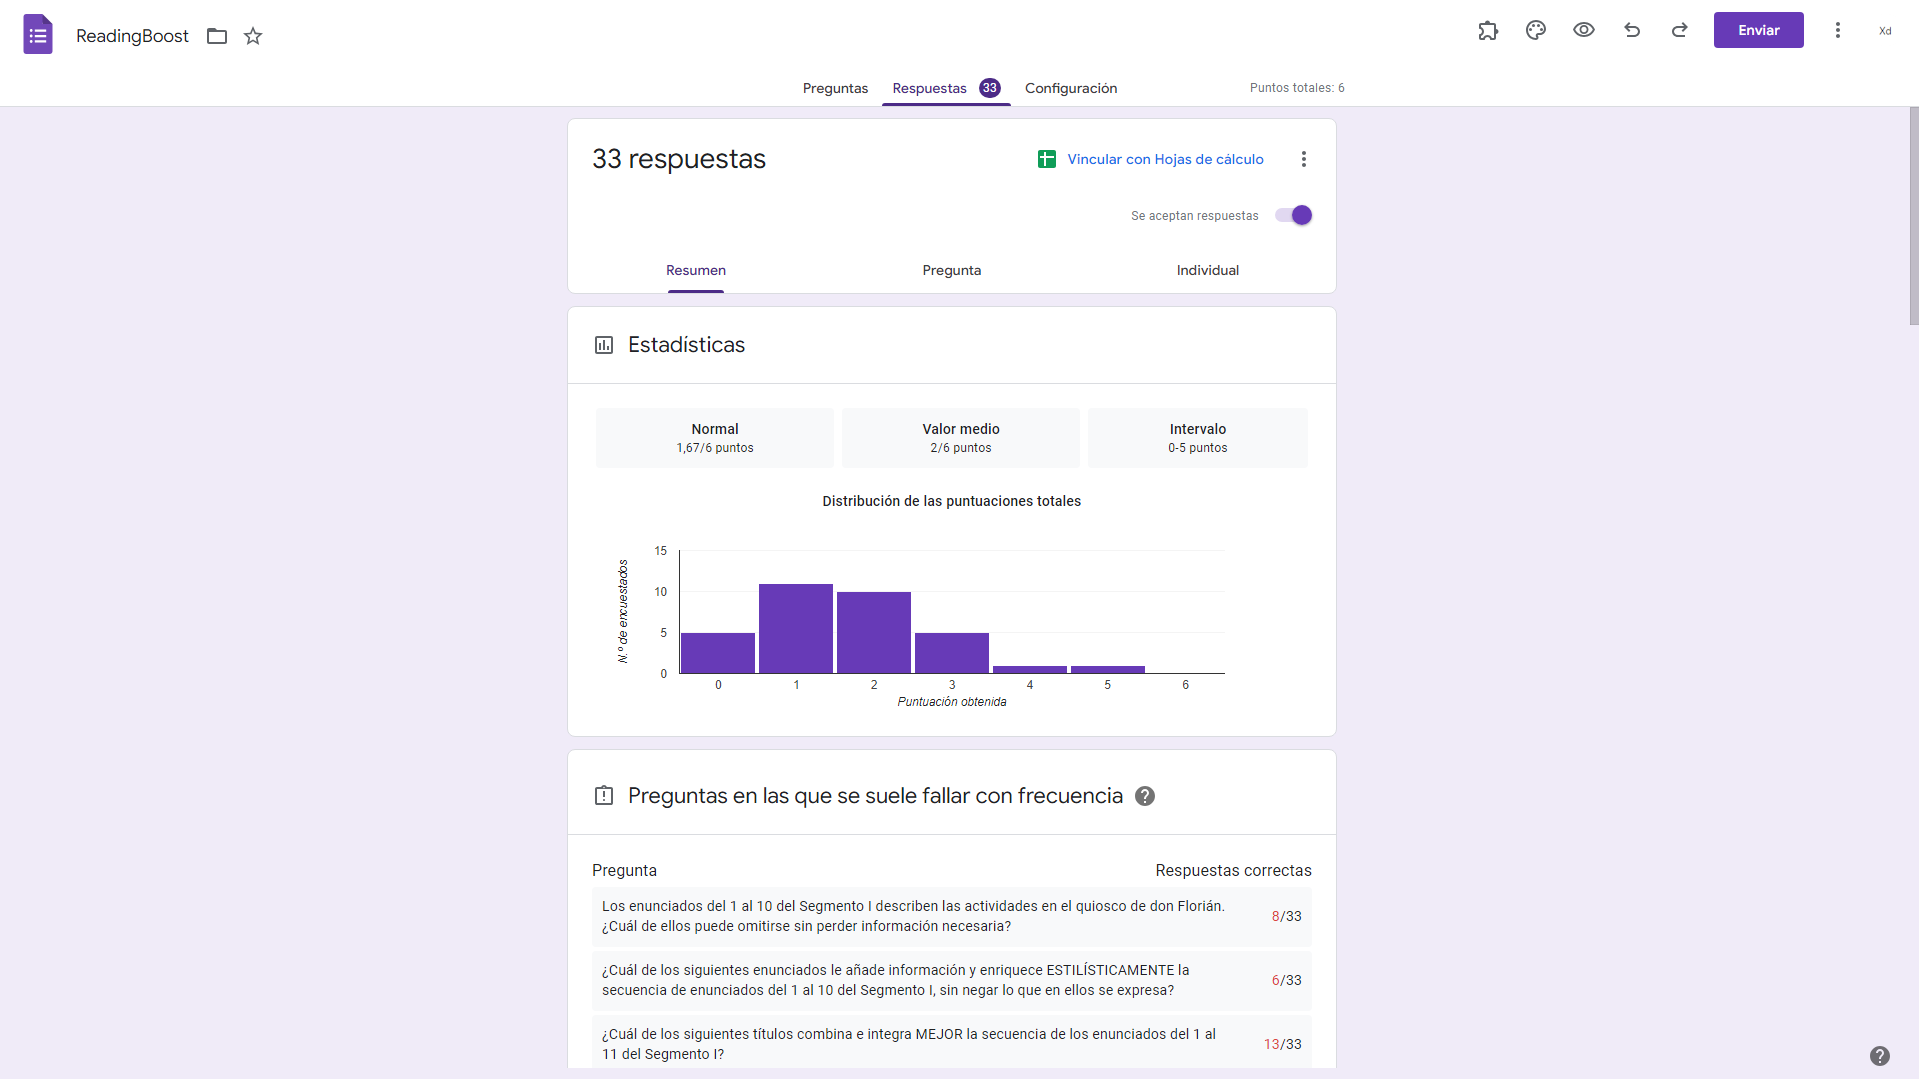 ReadingBoost
Enviar
Xd
Preguntas
Respuestas 33
Configuración
Puntos totales: 6
33 respuestas
Vincular con Hojas de cálculo
Se aceptan respuestas
Resumen
Pregunta
Individual
Estadísticas
Normal
1,67/6 puntos
Valor medio
2/6 puntos
Intervalo
0-5 puntos
Distribución de las puntuaciones totales
N.º de encuestados
15
10
5
0
0 1 2 3 4 5 6
Puntuación obtenida
Preguntas en las que se suele fallar con frecuencia
Pregunta
Respuestas correctas
Los enunciados del 1 al 10 del Segmento I describen las actividades en el quiosco de don Florián.
¿Cuál de ellos puede omitirse sin perder información necesaria?
8/33
¿Cuál de los siguientes enunciados le añade información y enriquece ESTILÍSTICAMENTE la
secuencia de enunciados del 1 al 10 del Segmento I, sin negar lo que en ellos se expresa?
6/33
¿Cuál de los siguientes títulos combina e integra MEJOR la secuencia de los enunciados del 1 al
11 del Segmento I?
13/33